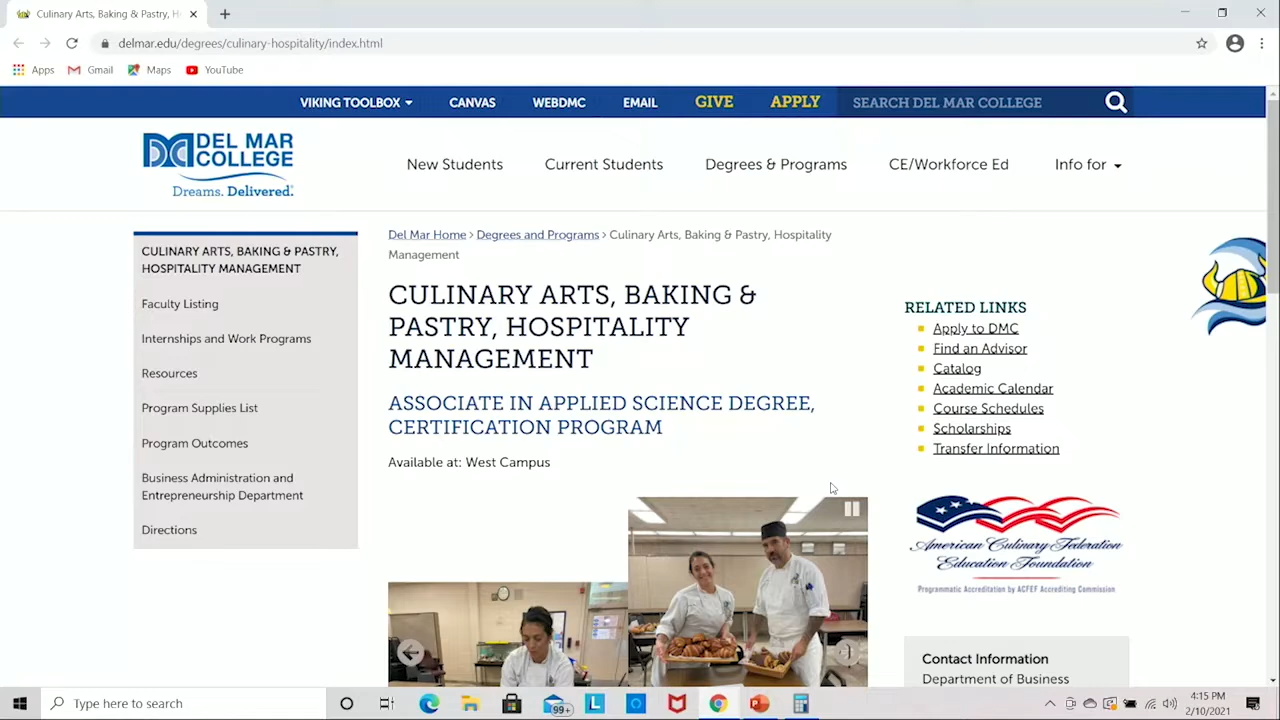 Culinary Arts, Baking & Pastry, H
delmar.edu/degrees/culinary-hospitality/index.html
Apps
Gmail
Maps
YouTube
VIKING TOOLBOX
CANVAS
WEBDMC
EMAIL
GIVE
APPLY
SEARCH DEL MAR COLLEGE
DEL MAR
COLLEGE
Dreams. Delivered.
New Students
Current Students
Degrees & Programs
CE/Workforce Ed
Info for
CULINARY ARTS, BAKING & PASTRY,
HOSPITALITY MANAGEMENT
Faculty Listing
Internships and Work Programs
Resources
Program Supplies List
Program Outcomes
Business Administration and
Entrepreneurship Department
Directions
Del Mar Home › Degrees and Programs › Culinary Arts, Baking & Pastry, Hospitality
Management
CULINARY ARTS, BAKING &
PASTRY, HOSPITALITY
MANAGEMENT
ASSOCIATE IN APPLIED SCIENCE DEGREE,
CERTIFICATION PROGRAM
Available at: West Campus
RELATED LINKS
Apply to DMC
Find an Advisor
Catalog
Academic Calendar
Course Schedules
Scholarships
Transfer Information
American Culinary Federation
Education Foundation
Programmatic Accreditation by ACFEF Accrediting Commission
Contact Information
Department of Business
Type here to search
99+
4:15 PM
2/10/2021